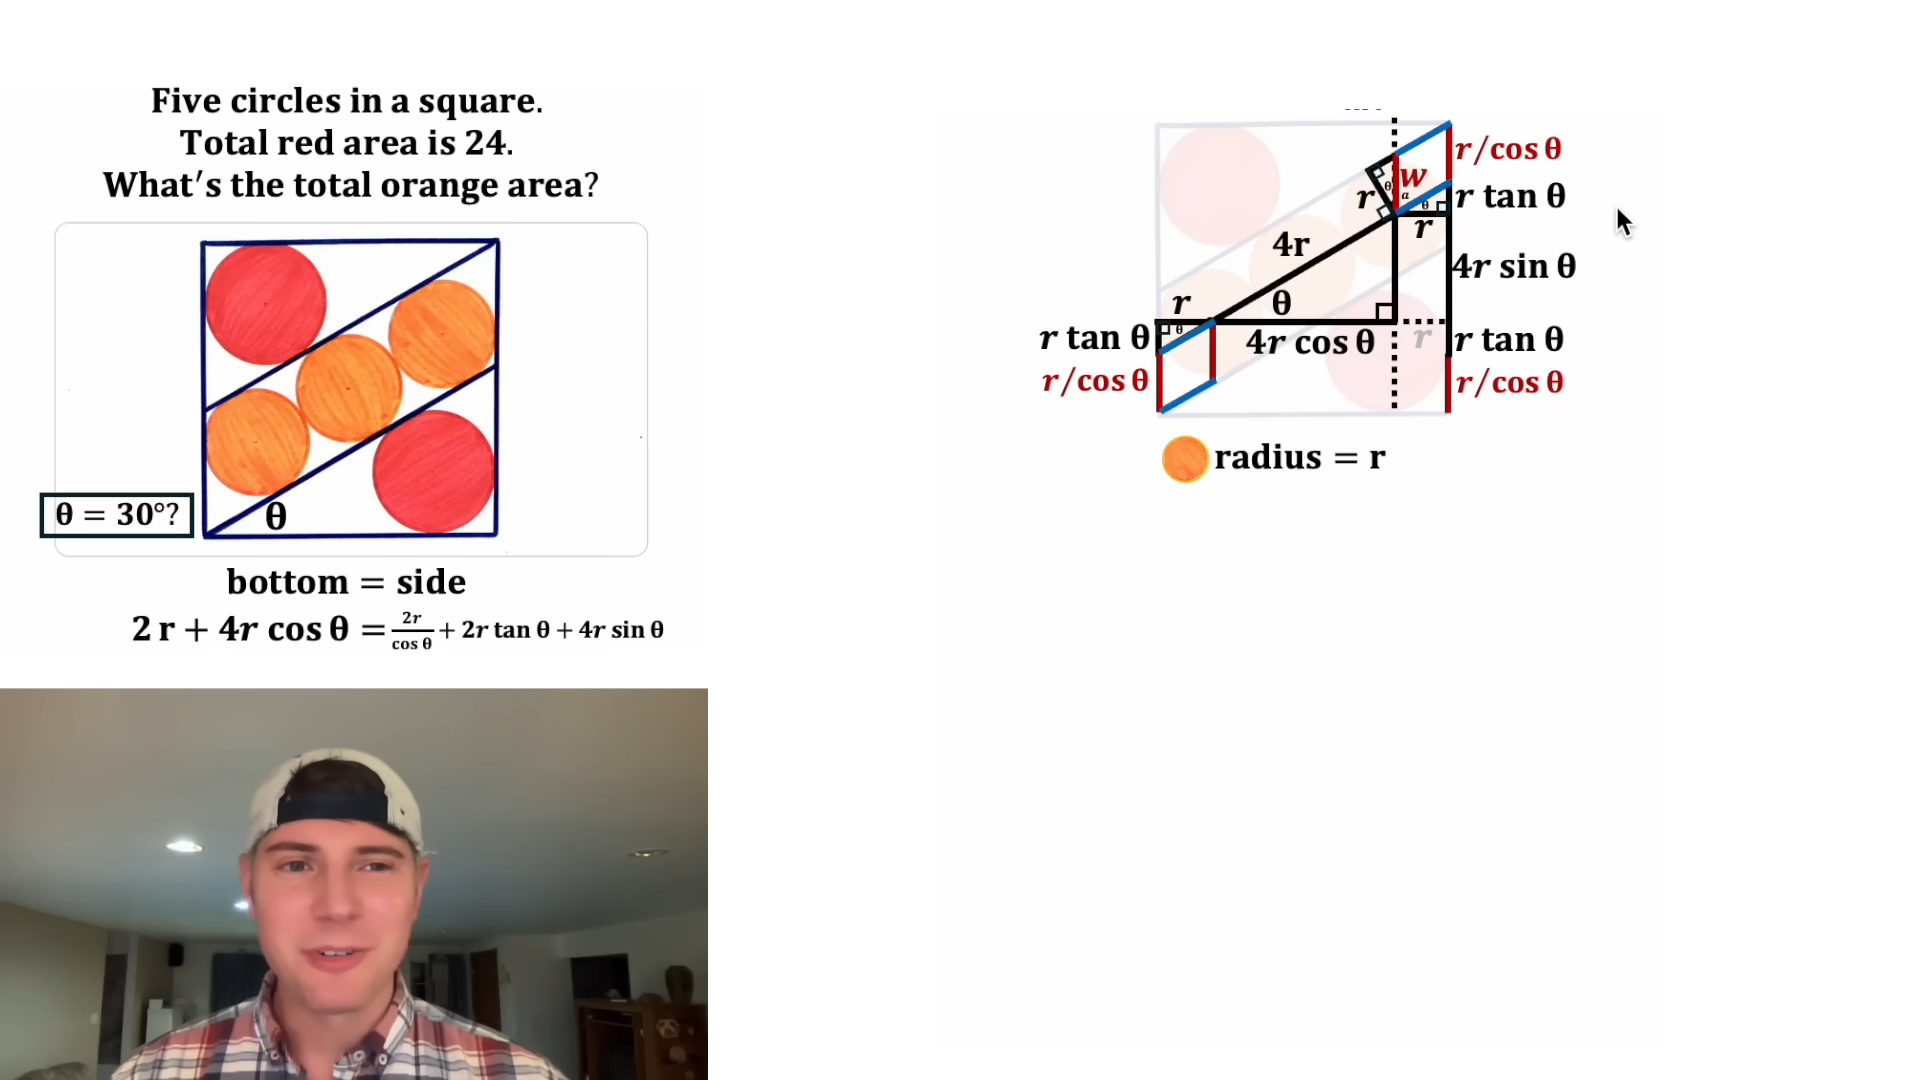 Five circles in a square.
Total red area is 24.
What's the total orange area?
θ = 30°?
θ
bottom = side
2 r + 4r cos θ = 2r/cos θ + 2r tan θ + 4r sin θ
r/cos θ
w
θ
a
r
r tan θ
θ
r
4r
4r sin θ
r
θ
r tan θ
θ
4r cos θ
r
r tan θ
r/cos θ
r/cos θ
radius = r